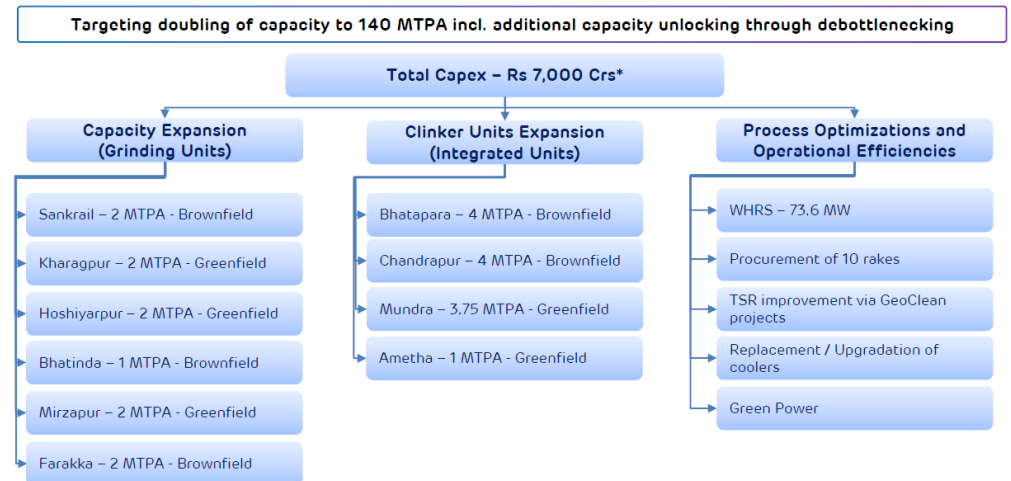 Targeting doubling of capacity to 140 MTPA incl. additional capacity unlocking through debottlenecking
Total Capex – Rs 7,000 Crs*
Capacity Expansion
(Grinding Units)
Sankrail – 2 MTPA - Brownfield
Kharagpur – 2 MTPA - Greenfield
Hoshiyarpur – 2 MTPA - Greenfield
Bhatinda – 1 MTPA - Brownfield
Mirzapur – 2 MTPA - Greenfield
Farakka – 2 MTPA - Brownfield
Clinker Units Expansion
(Integrated Units)
Bhatapara – 4 MTPA - Brownfield
Chandrapur – 4 MTPA - Brownfield
Mundra – 3.75 MTPA - Greenfield
Ametha – 1 MTPA - Greenfield
Process Optimizations and
Operational Efficiencies
WHRS – 73.6 MW
Procurement of 10 rakes
TSR improvement via GeoClean
projects
Replacement / Upgradation of
coolers
Green Power